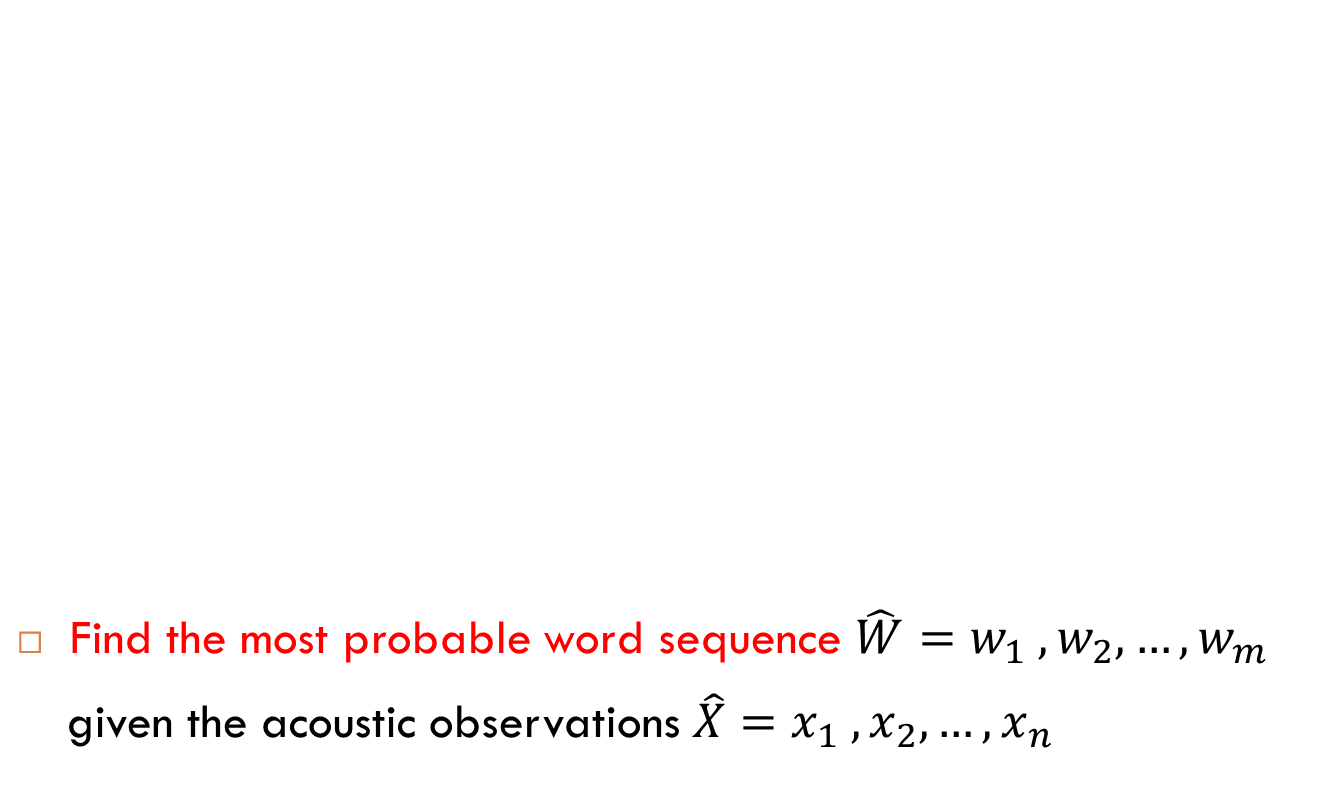 □ Find the most probable word sequence Ŵ = w₁ , w₂, … , wₘ
given the acoustic observations X̂ = x₁ , x₂, … , xₙ